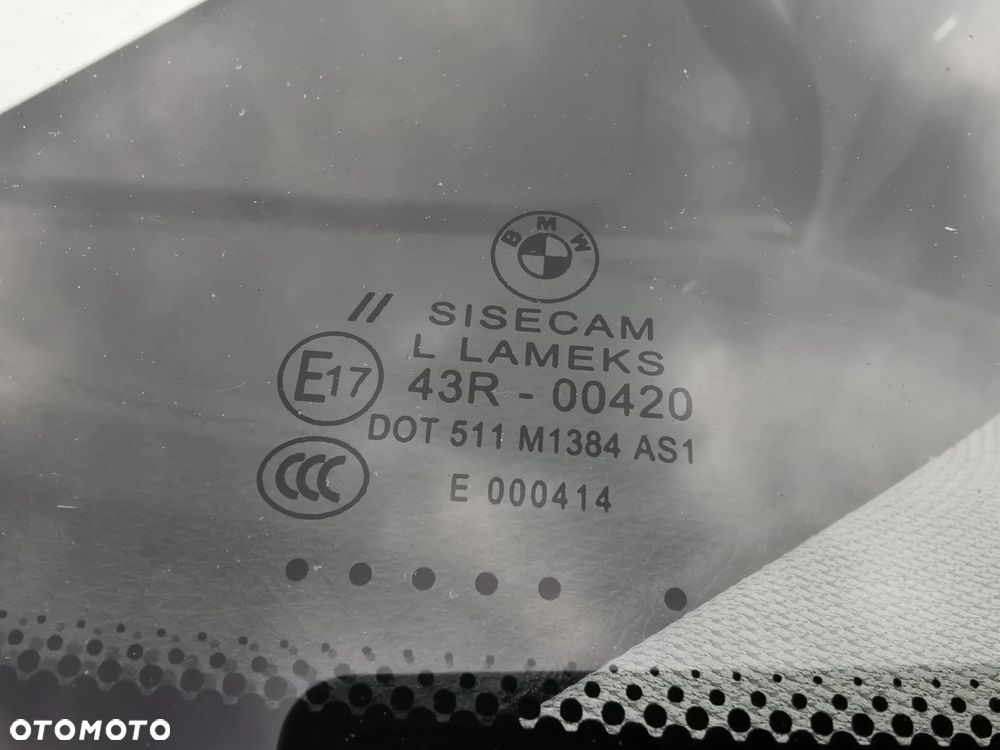 BMW
// SISECAM
L LAMEKS
E17 43R - 00420
DOT 511 M1384 AS1
CCC E 000414
OTOMOTO